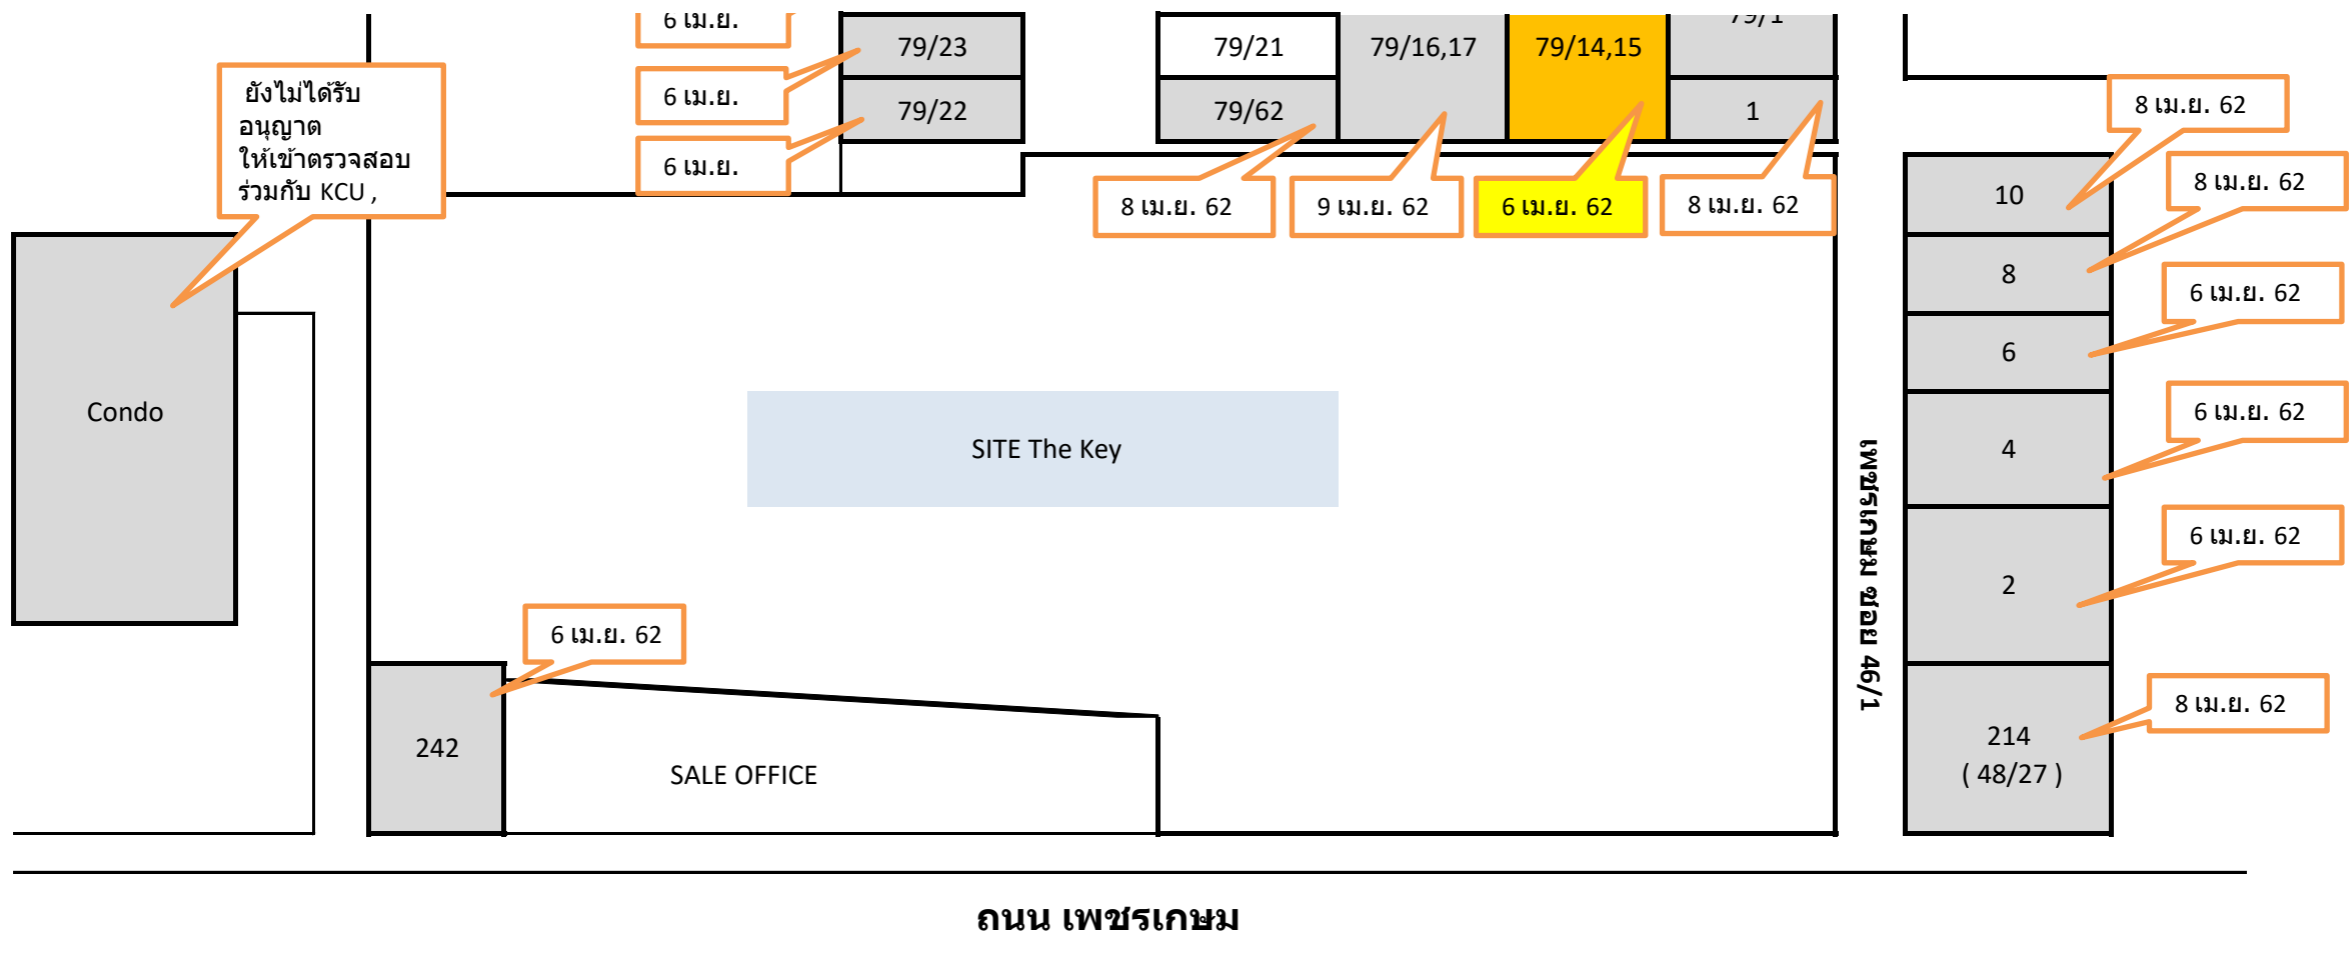 6 เม.ย.
79/1
79/23
79/21
79/16,17
79/14,15
ยังไม่ได้รับ
อนุญาต
ให้เข้าตรวจสอบ
ร่วมกับ KCU ,
6 เม.ย.
79/22
79/62
1
8 เม.ย. 62
6 เม.ย.
8 เม.ย. 62
9 เม.ย. 62
6 เม.ย. 62
8 เม.ย. 62
10
8 เม.ย. 62
8
6 เม.ย. 62
6
Condo
6 เม.ย. 62
SITE The Key
4
เพชรเกษม ซอย 46/1
6 เม.ย. 62
2
6 เม.ย. 62
8 เม.ย. 62
242
SALE OFFICE
214
( 48/27 )
ถนน เพชรเกษม